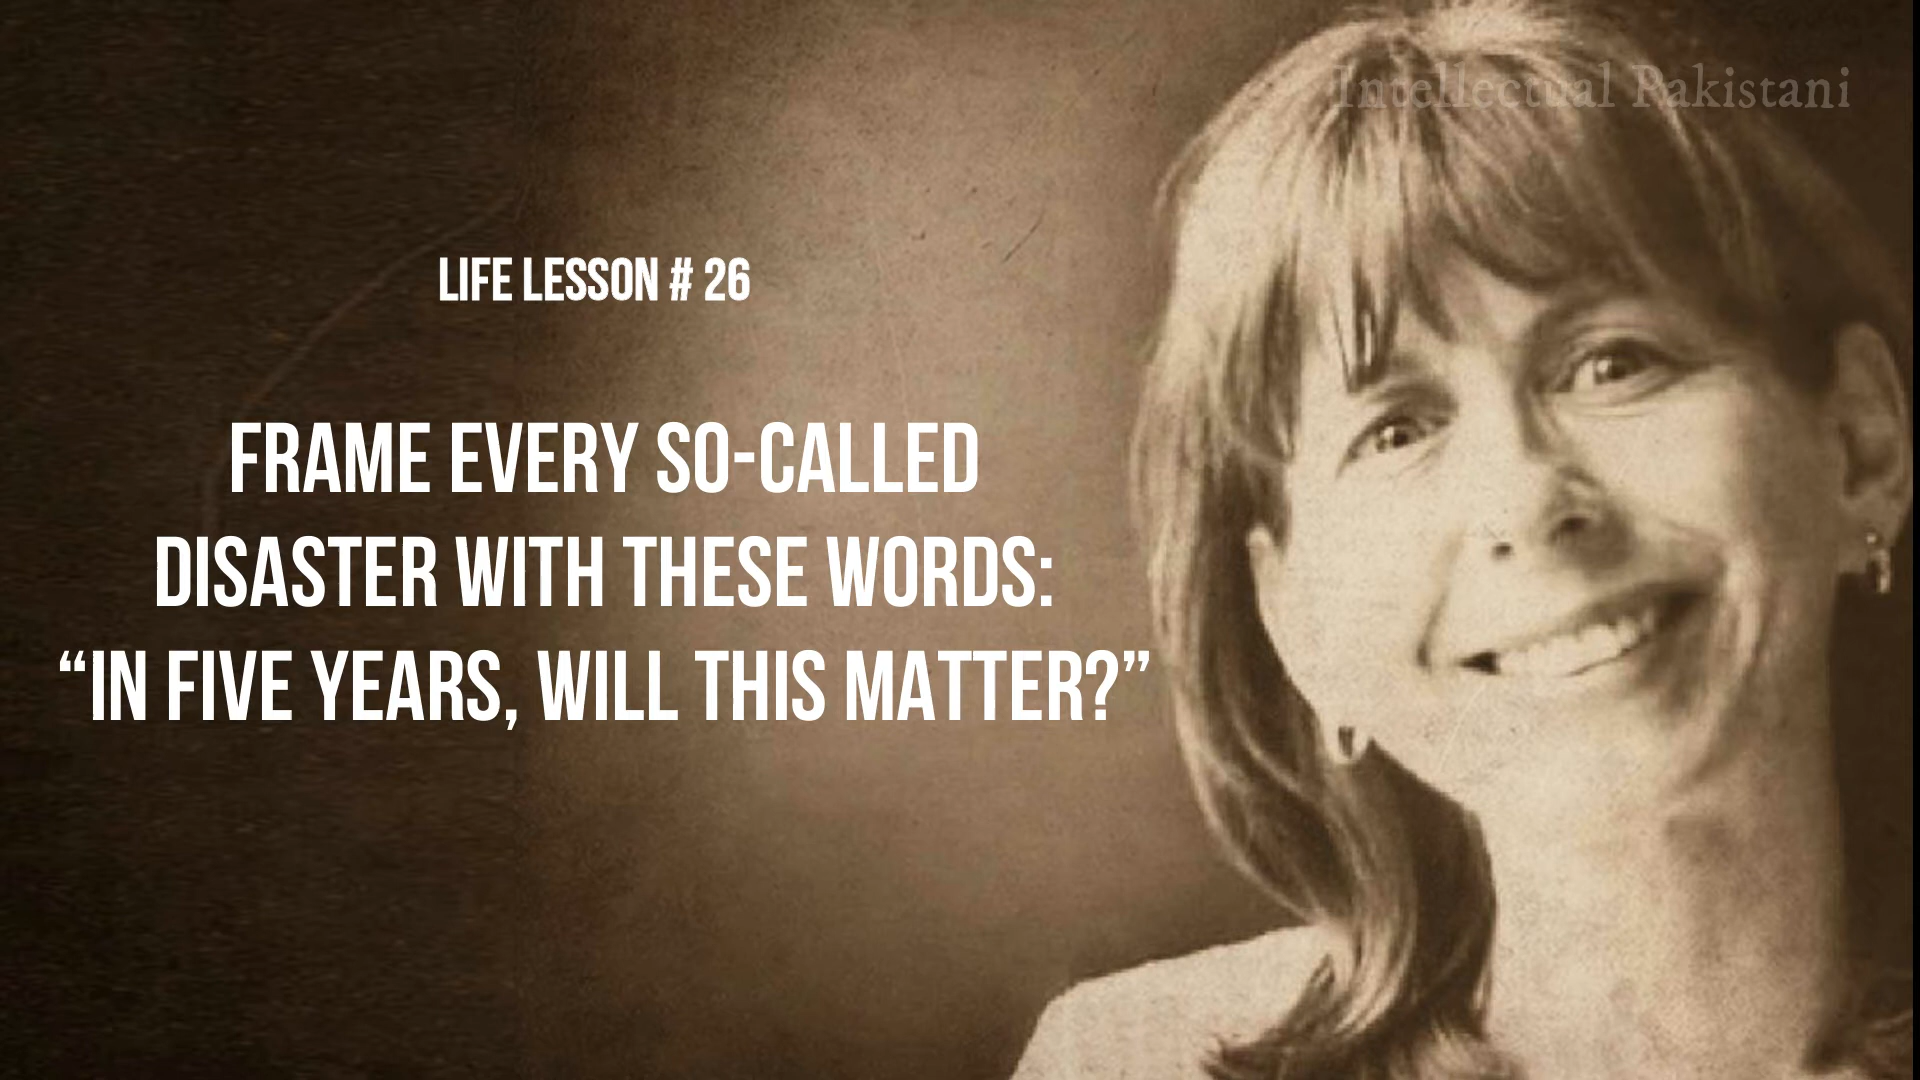 Intellectual Pakistani
LIFE LESSON # 26
FRAME EVERY SO-CALLED
DISASTER WITH THESE WORDS:
“IN FIVE YEARS, WILL THIS MATTER?”